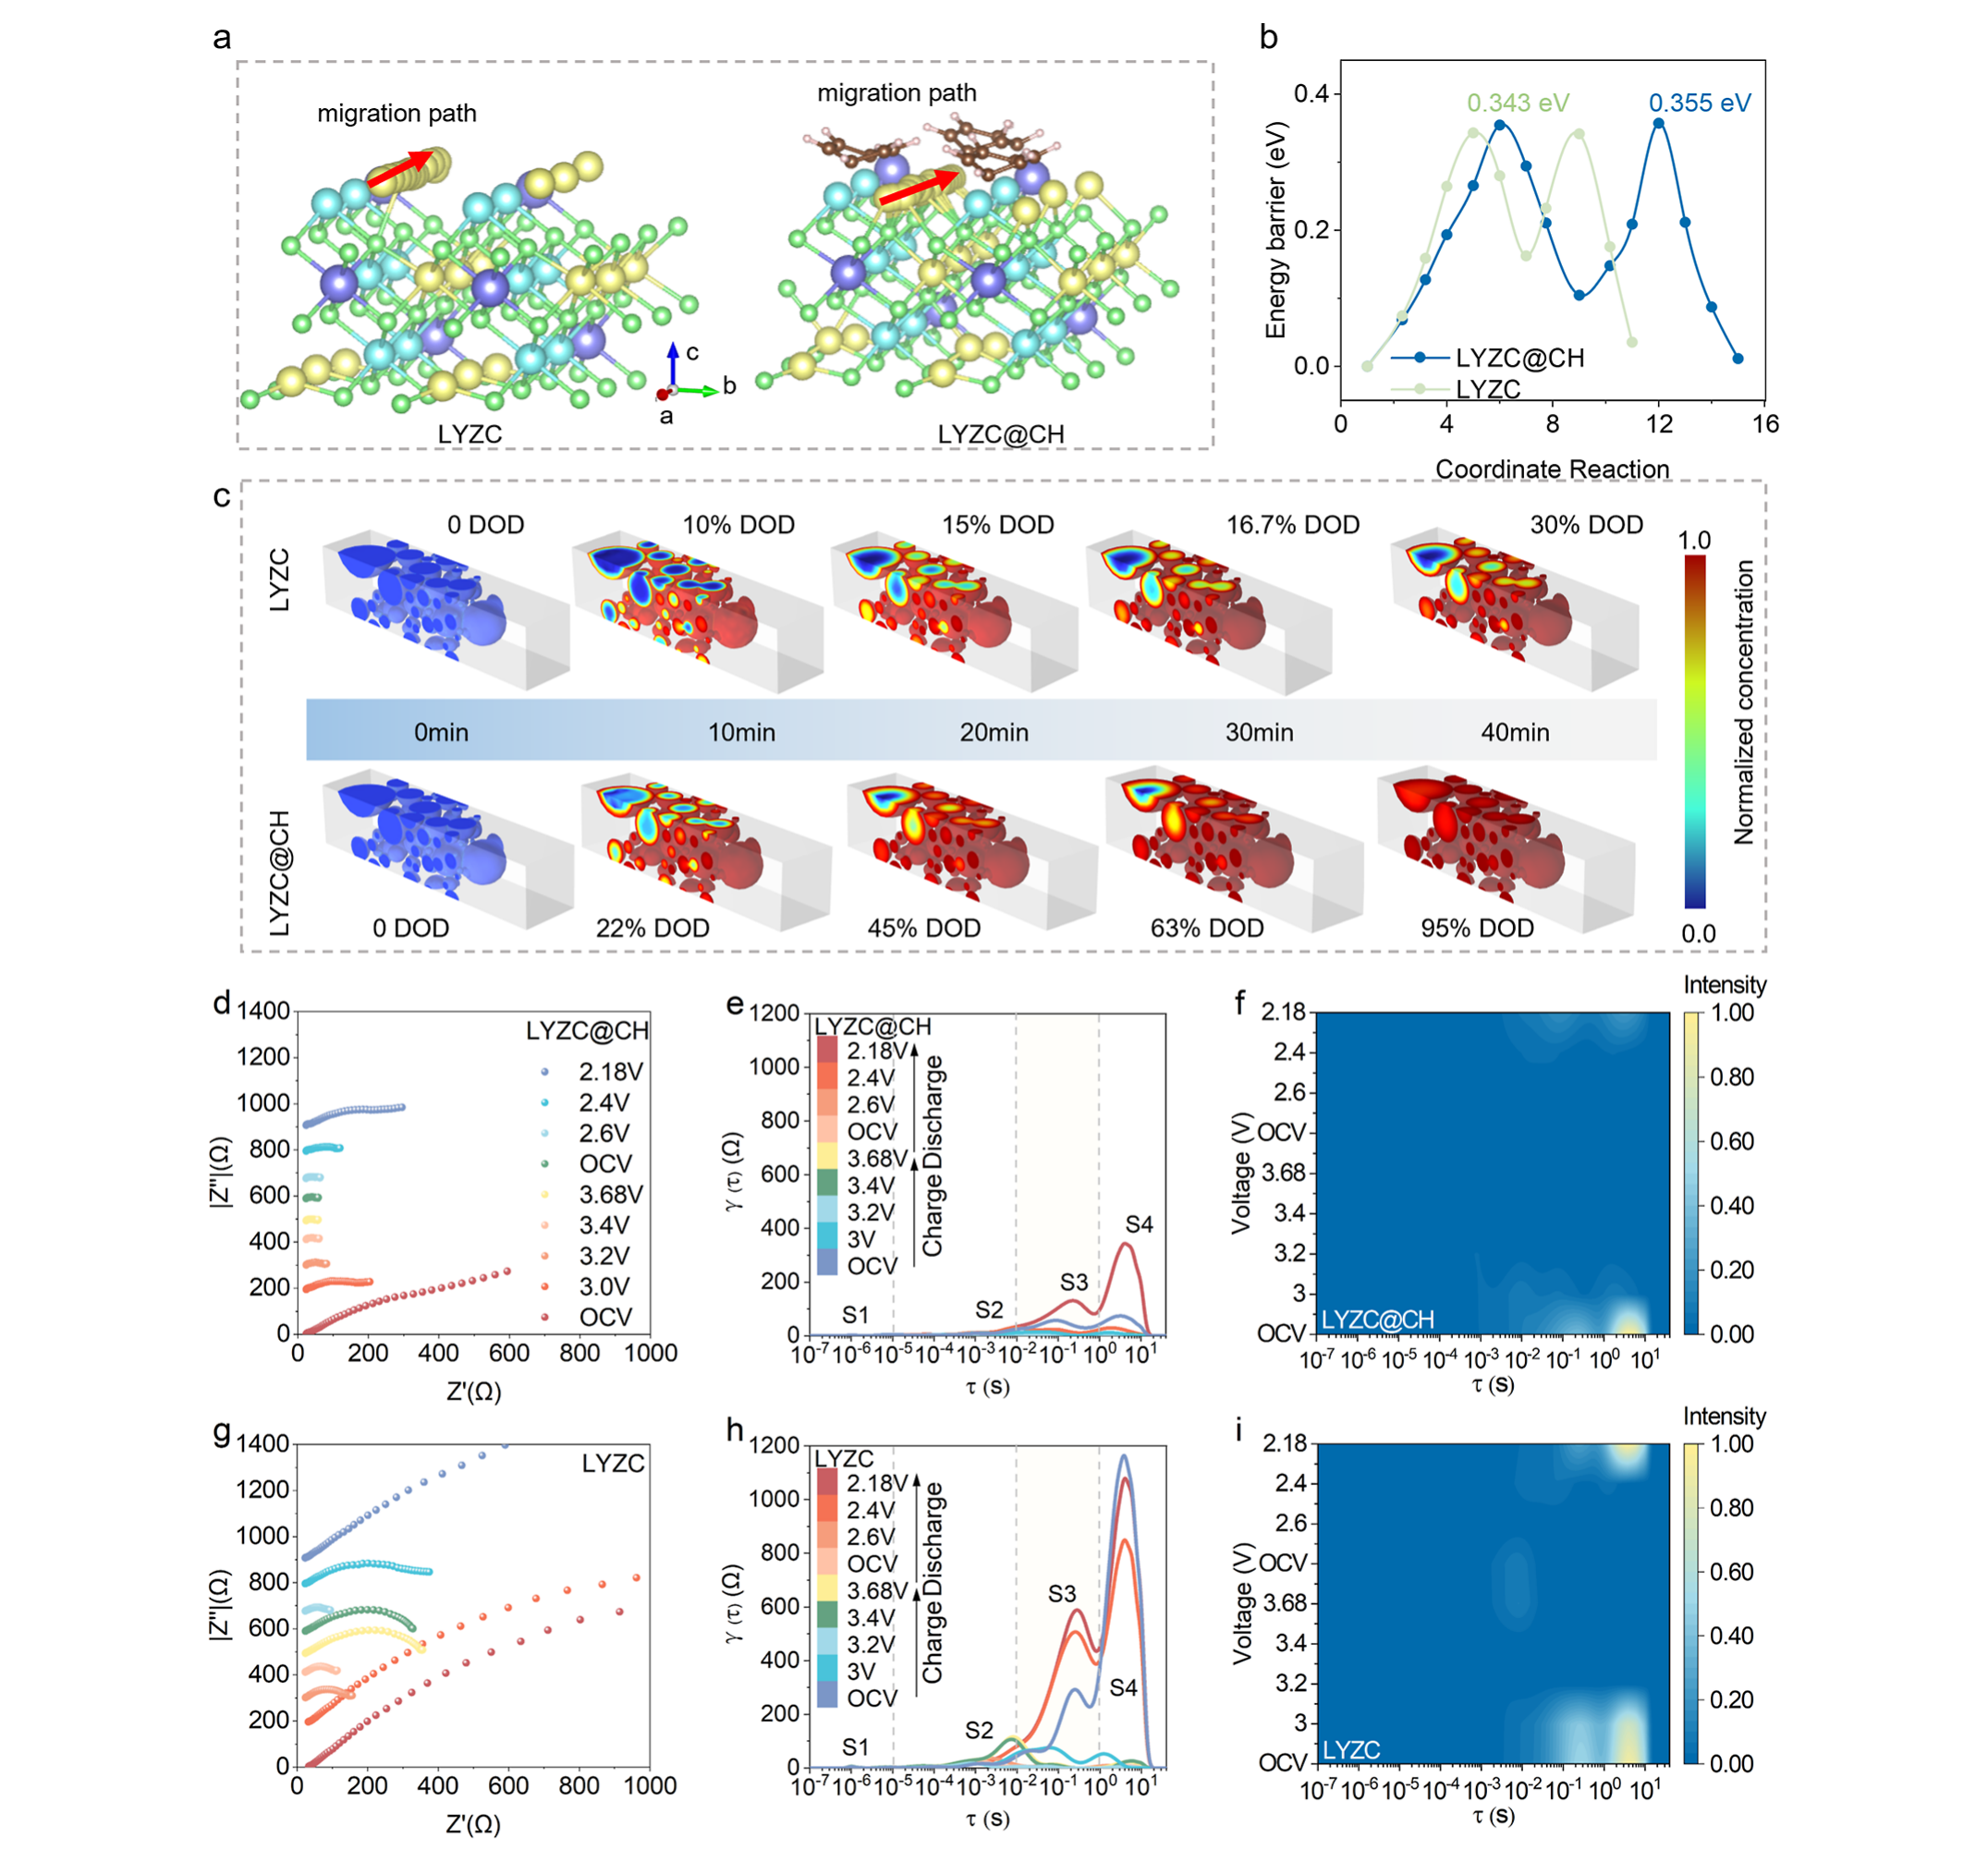 a
migration path
migration path
LYZC
LYZC@CH
c
b
a
b
0.343 eV
0.355 eV
Energy barrier (eV)
0.4
0.2
0.0
LYZC@CH
LYZC
0 4 8 12 16
Coordinate Reaction
c
LYZC
0 DOD 10% DOD 15% DOD 16.7% DOD 30% DOD
0min 10min 20min 30min 40min
LYZC@CH
0 DOD 22% DOD 45% DOD 63% DOD 95% DOD
1.0
Normalized concentration
0.0
d
|Z"|(Ω)
1400
1200
1000
800
600
400
200
0
LYZC@CH
2.18V
2.4V
2.6V
OCV
3.68V
3.4V
3.2V
3.0V
OCV
0 200 400 600 800 1000
Z'(Ω)
e
γ (τ) (Ω)
1200
1000
800
600
400
200
0
LYZC@CH
2.18V
2.4V
2.6V
OCV
3.68V
3.4V
3.2V
3V
OCV
Charge Discharge
S1
S2
S3
S4
10⁻⁷ 10⁻⁶ 10⁻⁵ 10⁻⁴ 10⁻³ 10⁻² 10⁻¹ 10⁰ 10¹
τ (s)
f
Voltage (V)
2.18
2.4
2.6
OCV
3.68
3.4
3.2
3
OCV
LYZC@CH
10⁻⁷ 10⁻⁶ 10⁻⁵ 10⁻⁴ 10⁻³ 10⁻² 10⁻¹ 10⁰ 10¹
τ (s)
Intensity
1.00
0.80
0.60
0.40
0.20
0.00
g
|Z"|(Ω)
1400
1200
1000
800
600
400
200
0
LYZC
0 200 400 600 800 1000
Z'(Ω)
h
γ (τ) (Ω)
1200
1000
800
600
400
200
0
LYZC
2.18V
2.4V
2.6V
OCV
3.68V
3.4V
3.2V
3V
OCV
Charge Discharge
S1
S2
S3
S4
10⁻⁷ 10⁻⁶ 10⁻⁵ 10⁻⁴ 10⁻³ 10⁻² 10⁻¹ 10⁰ 10¹
τ (s)
i
Voltage (V)
2.18
2.4
2.6
OCV
3.68
3.4
3.2
3
OCV
LYZC
10⁻⁷ 10⁻⁶ 10⁻⁵ 10⁻⁴ 10⁻³ 10⁻² 10⁻¹ 10⁰ 10¹
τ (s)
Intensity
1.00
0.80
0.60
0.40
0.20
0.00